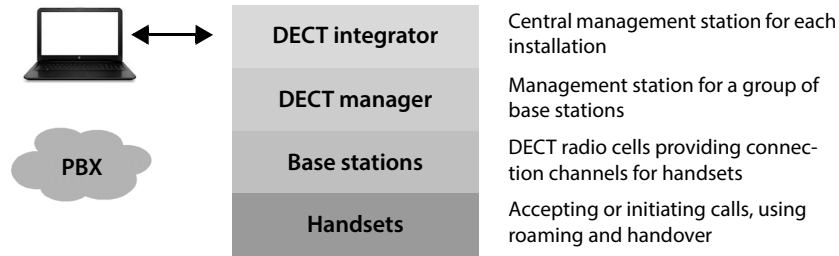 DECT integrator
Central management station for each
installation
DECT manager
Management station for a group of
base stations
PBX
Base stations
DECT radio cells providing connec-
tion channels for handsets
Handsets
Accepting or initiating calls, using
roaming and handover